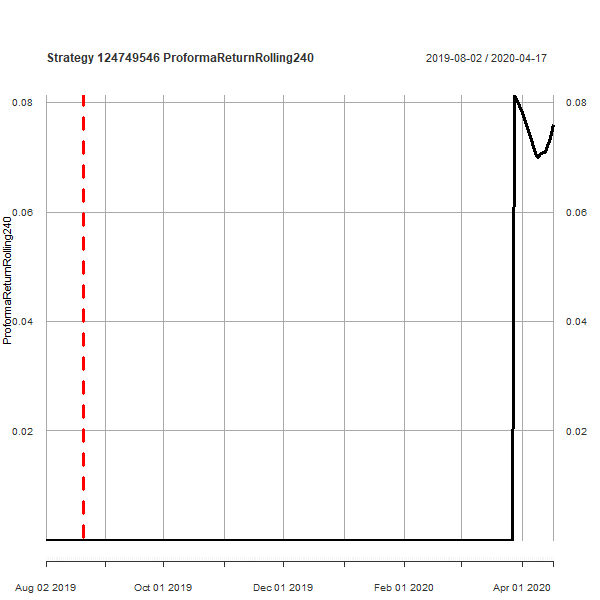 Strategy 124749546 ProformaReturnRolling240
2019-08-02 / 2020-04-17
ProformaReturnRolling240
0.08
0.06
0.04
0.02
0.08
0.06
0.04
0.02
Aug 02 2019
Oct 01 2019
Dec 01 2019
Feb 01 2020
Apr 01 2020